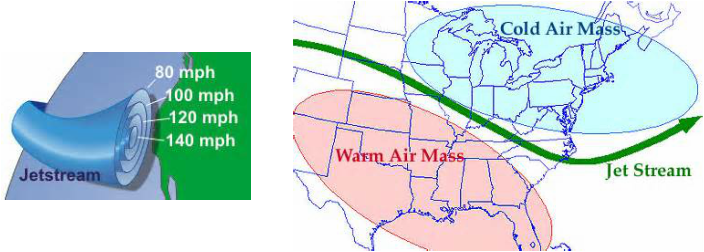 80 mph
100 mph
120 mph
140 mph
Jetstream
Cold Air Mass
Warm Air Mass
Jet Stream